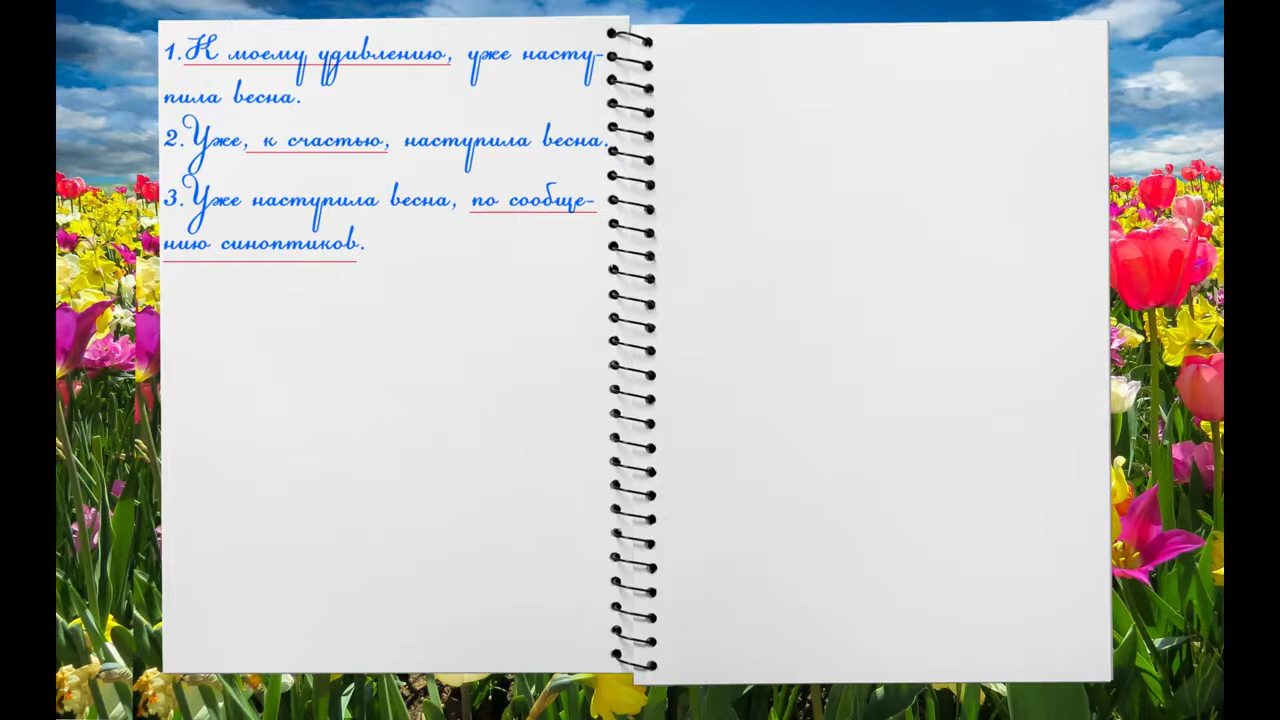 1. К моему удивлению, уже насту-
пила весна.
2. Уже, к счастью, наступила весна.
3. Уже наступила весна, по сообще-
нию синоптиков.